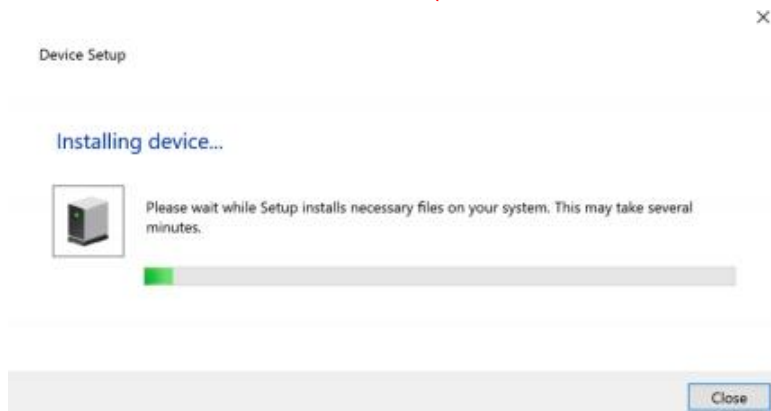 Device Setup
Installing device...
Please wait while Setup installs necessary files on your system. This may take several
minutes.
Close